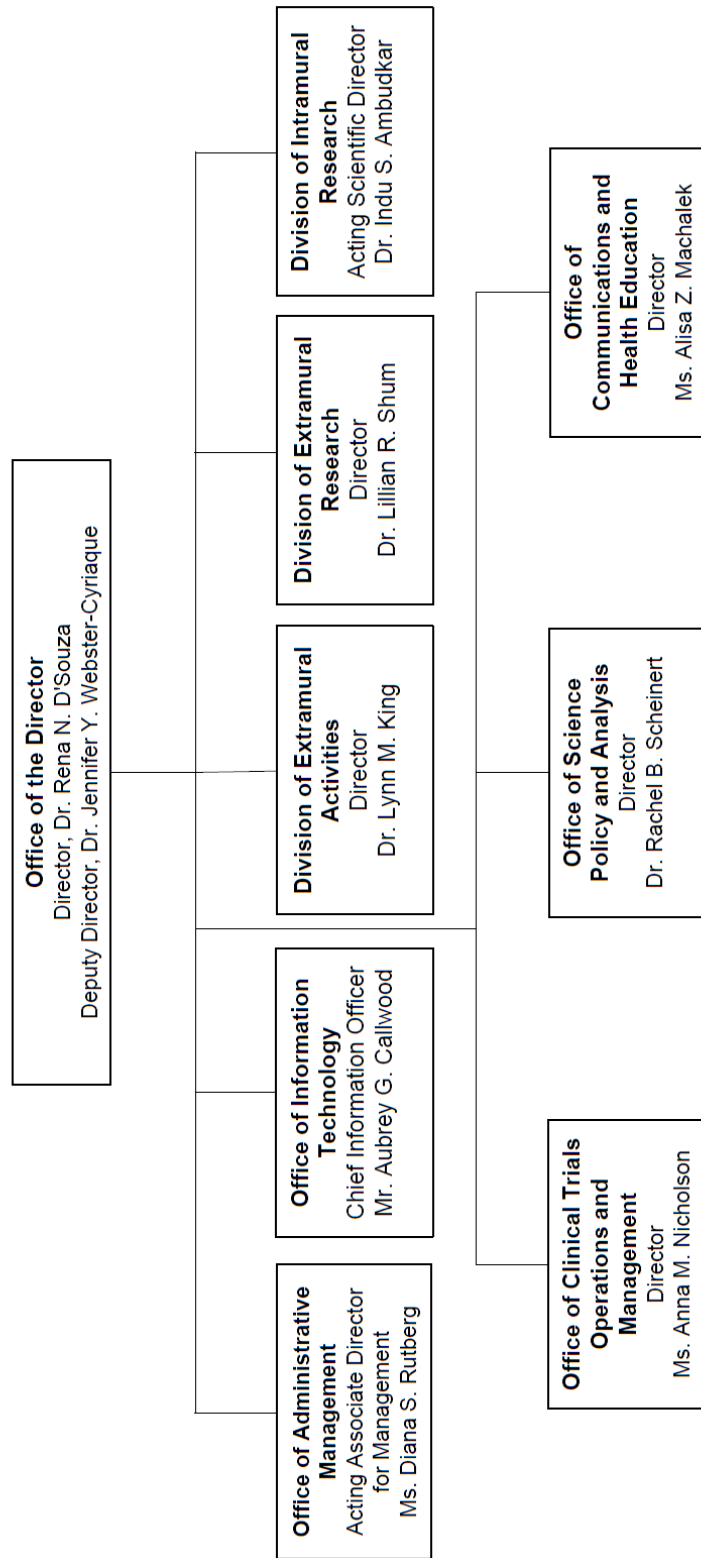 Office of the Director
Director, Dr. Rena N. D'Souza
Deputy Director, Dr. Jennifer Y. Webster-Cyriaque
Office of Administrative
Management
Acting Associate Director
for Management
Ms. Diana S. Rutberg
Office of Information
Technology
Chief Information Officer
Mr. Aubrey G. Callwood
Division of Extramural
Activities
Director
Dr. Lynn M. King
Division of Extramural
Research
Director
Dr. Lillian R. Shum
Division of Intramural
Research
Acting Scientific Director
Dr. Indu S. Ambudkar
Office of Clinical Trials
Operations and
Management
Director
Ms. Anna M. Nicholson
Office of Science
Policy and Analysis
Director
Dr. Rachel B. Scheinert
Office of
Communications and
Health Education
Director
Ms. Alisa Z. Machalek